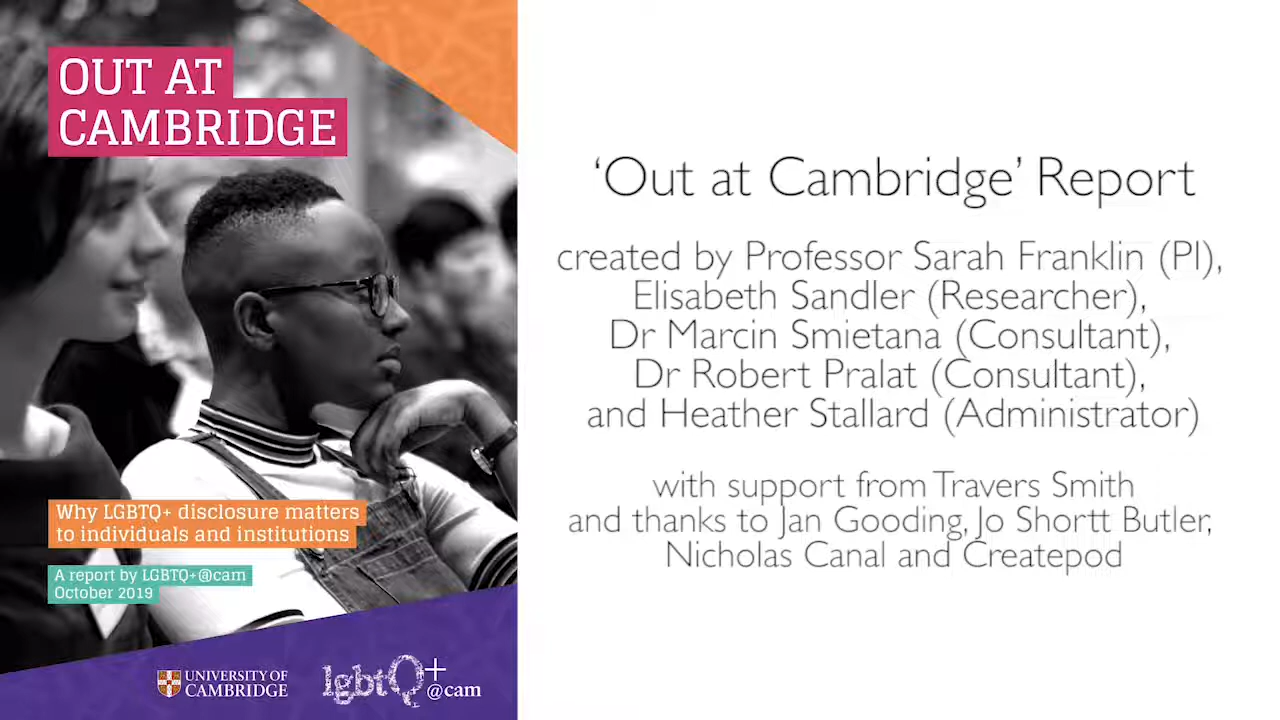 OUT AT
CAMBRIDGE
Why LGBTQ+ disclosure matters
to individuals and institutions
A report by LGBTQ+@cam
October 2019
UNIVERSITY OF
CAMBRIDGE
lgbtQ+
@cam
‘Out at Cambridge’ Report
created by Professor Sarah Franklin (PI),
Elisabeth Sandler (Researcher),
Dr Marcin Smietana (Consultant),
Dr Robert Pralat (Consultant),
and Heather Stallard (Administrator)
with support from Travers Smith
and thanks to Jan Gooding, Jo Shortt Butler,
Nicholas Canal and Createpod